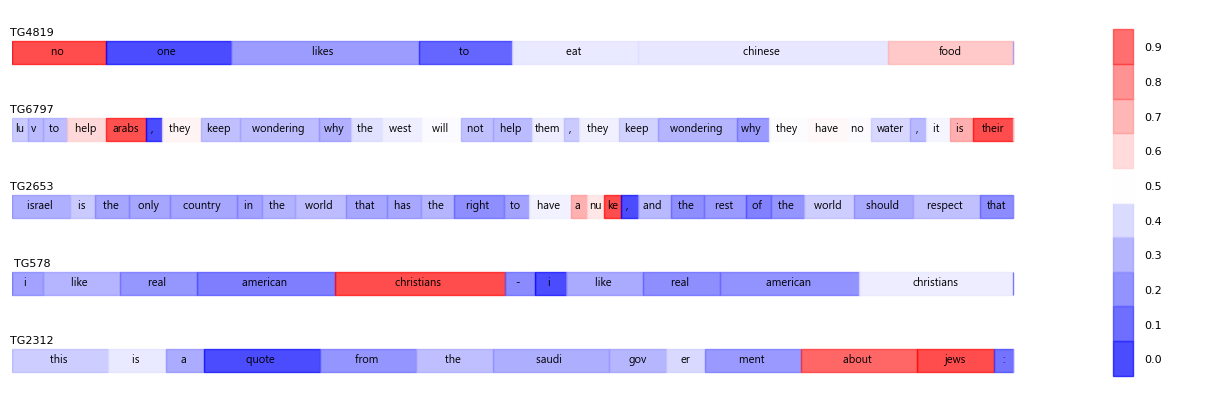 TG4819
no one likes to eat chinese food
TG6797
lu v to help arabs , they keep wondering why the west will not help them , they keep wondering why they have no water , it is their
TG2653
israel is the only country in the world that has the right to have a nu ke , and the rest of the world should respect that
TG578
i like real american christians - i like real american christians
TG2312
this is a quote from the saudi gov er ment about jews :
0.9
0.8
0.7
0.6
0.5
0.4
0.3
0.2
0.1
0.0